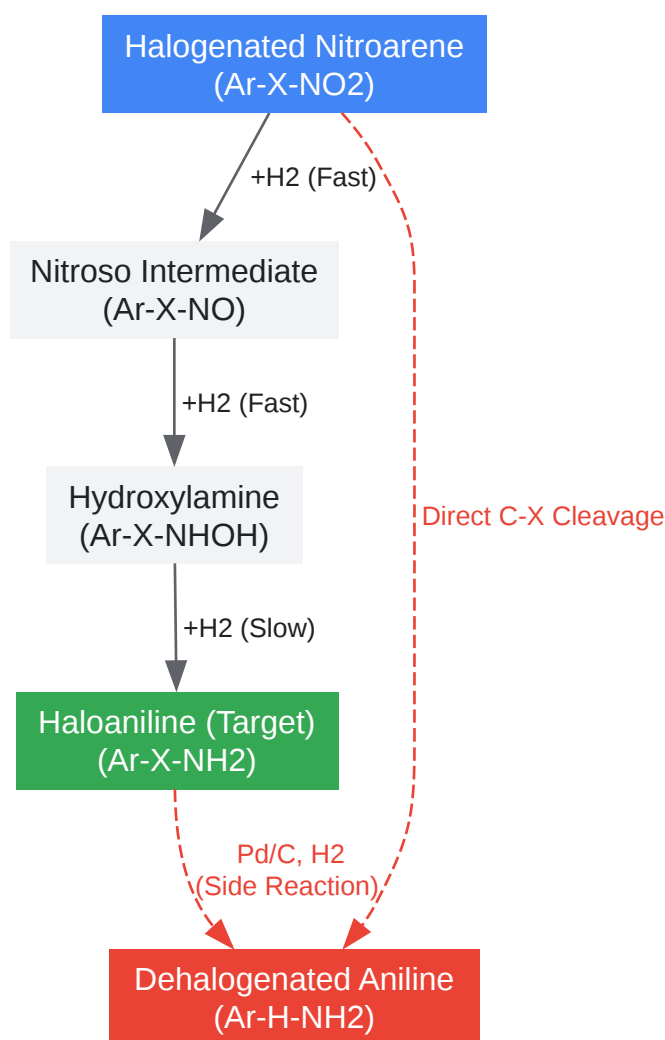 Halogenated Nitroarene
(Ar-X-NO2)
+H2 (Fast)
Nitroso Intermediate
(Ar-X-NO)
+H2 (Fast)
Hydroxylamine
(Ar-X-NHOH)
Direct C-X Cleavage
+H2 (Slow)
Haloaniline (Target)
(Ar-X-NH2)
Pd/C, H2
(Side Reaction)
Dehalogenated Aniline
(Ar-H-NH2)